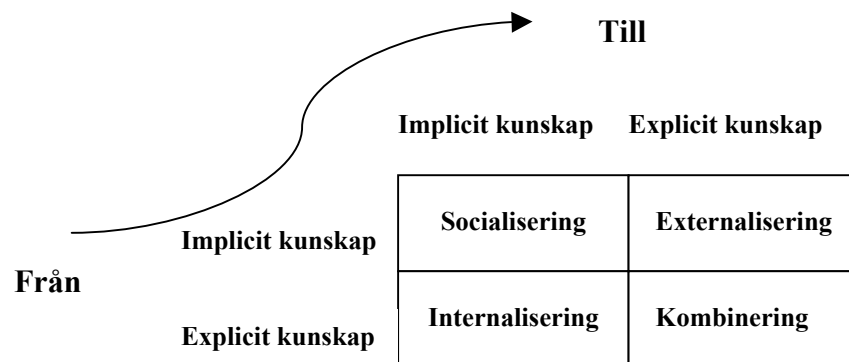 Till
Implicit kunskap Explicit kunskap
Socialisering Externalisering
Implicit kunskap
Från
Internalisering Kombinering
Explicit kunskap